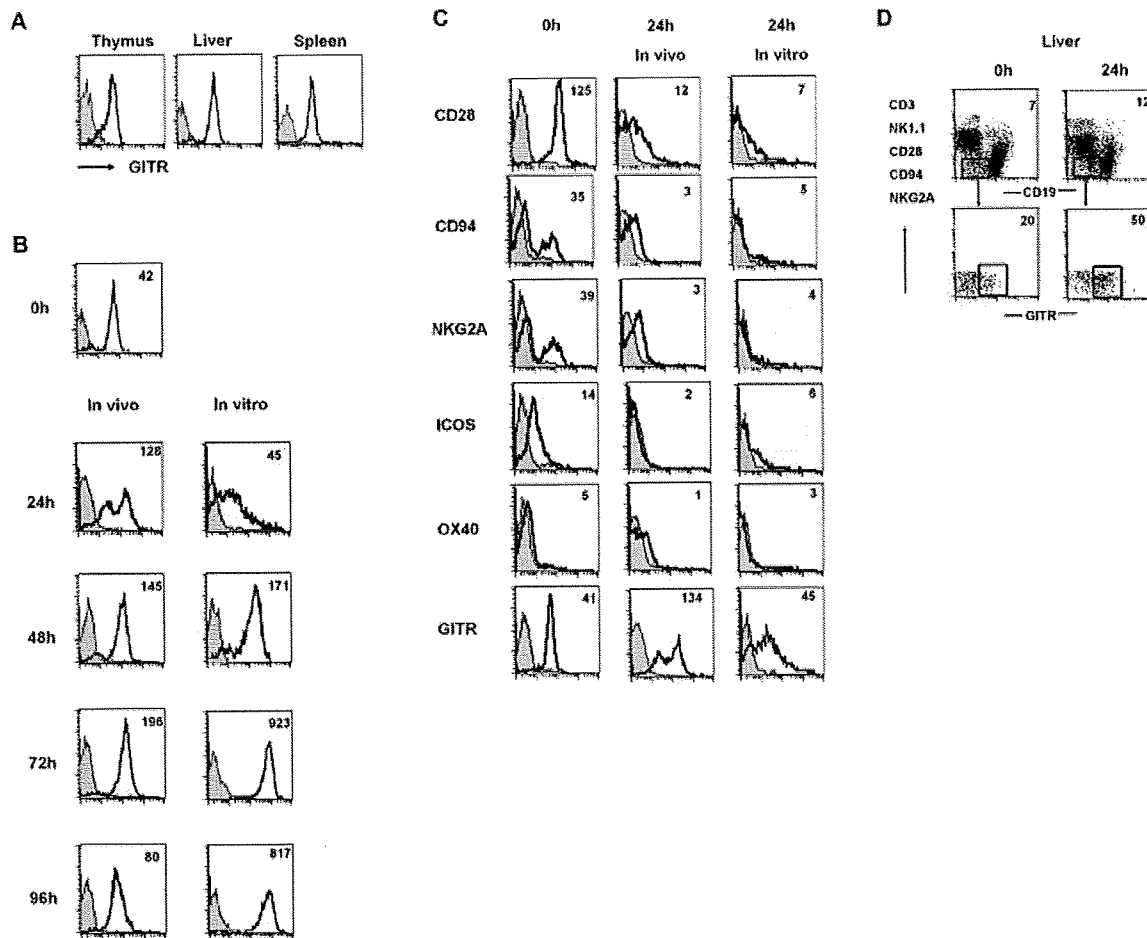 A
Thymus Liver Spleen
GITR
B
0h
42
In vivo In vitro
24h
128 45
48h
145 171
72h
196 923
96h
80 817
C
0h 24h 24h
In vivo In vitro
CD28
125 12 7
CD94
35 3 5
NKG2A
39 3 4
ICOS
14 2 6
OX40
5 1 3
GITR
41 134 45
D
Liver
0h 24h
CD3
NK1.1
CD28
CD94
NKG2A
7 12
CD19
20 50
GITR